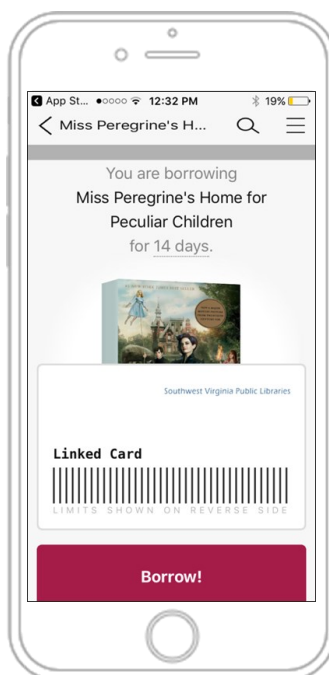 App St... 12:32 PM 19%
Miss Peregrine's H...
You are borrowing
Miss Peregrine's Home for
Peculiar Children
for 14 days.
Southwest Virginia Public Libraries
Linked Card
LIMITS SHOWN ON REVERSE SIDE
Borrow!